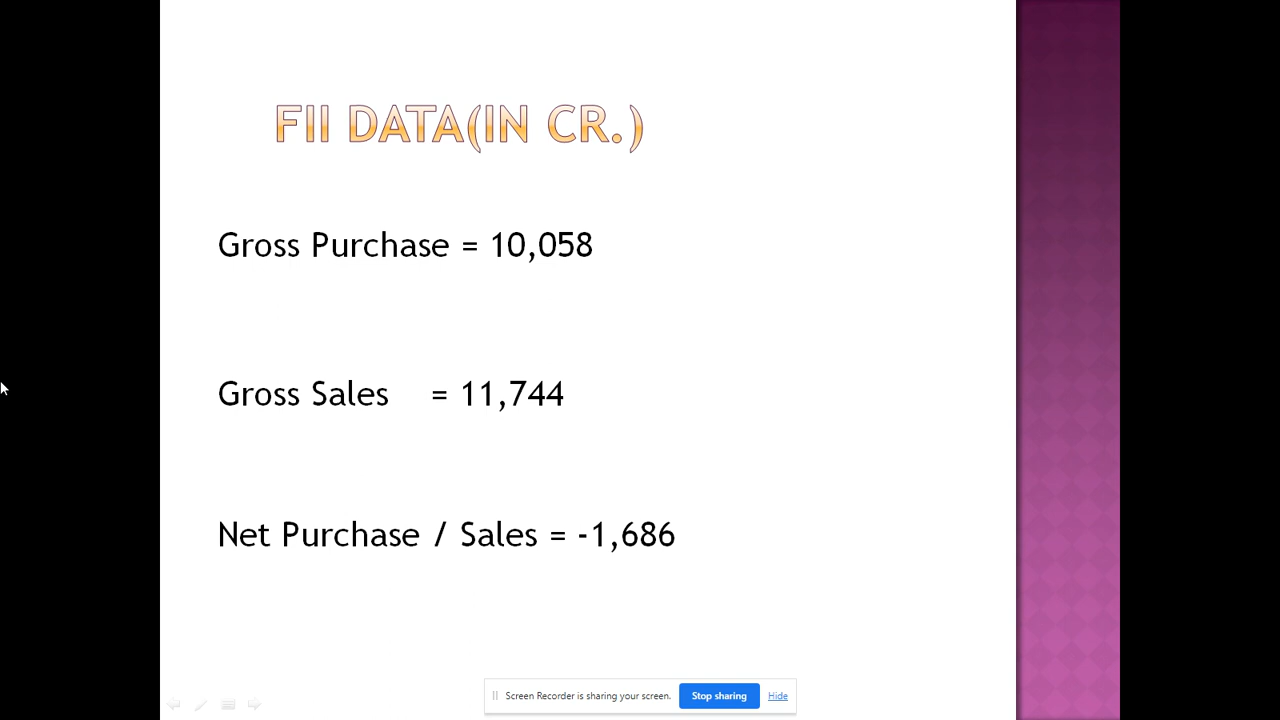 FII DATA(IN CR.)
Gross Purchase = 10,058
Gross Sales = 11,744
Net Purchase / Sales = -1,686
Screen Recorder is sharing your screen. Stop sharing Hide